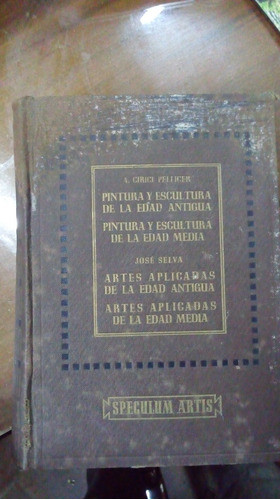 A. CIRICI PELLICER
PINTURA Y ESCULTURA
DE LA EDAD ANTIGUA
PINTURA Y ESCULTURA
DE LA EDAD MEDIA
JOSÉ SELVA
ARTES APLICADAS
DE LA EDAD ANTIGUA
ARTES APLICADAS
DE LA EDAD MEDIA
SPECULUM ARTIS